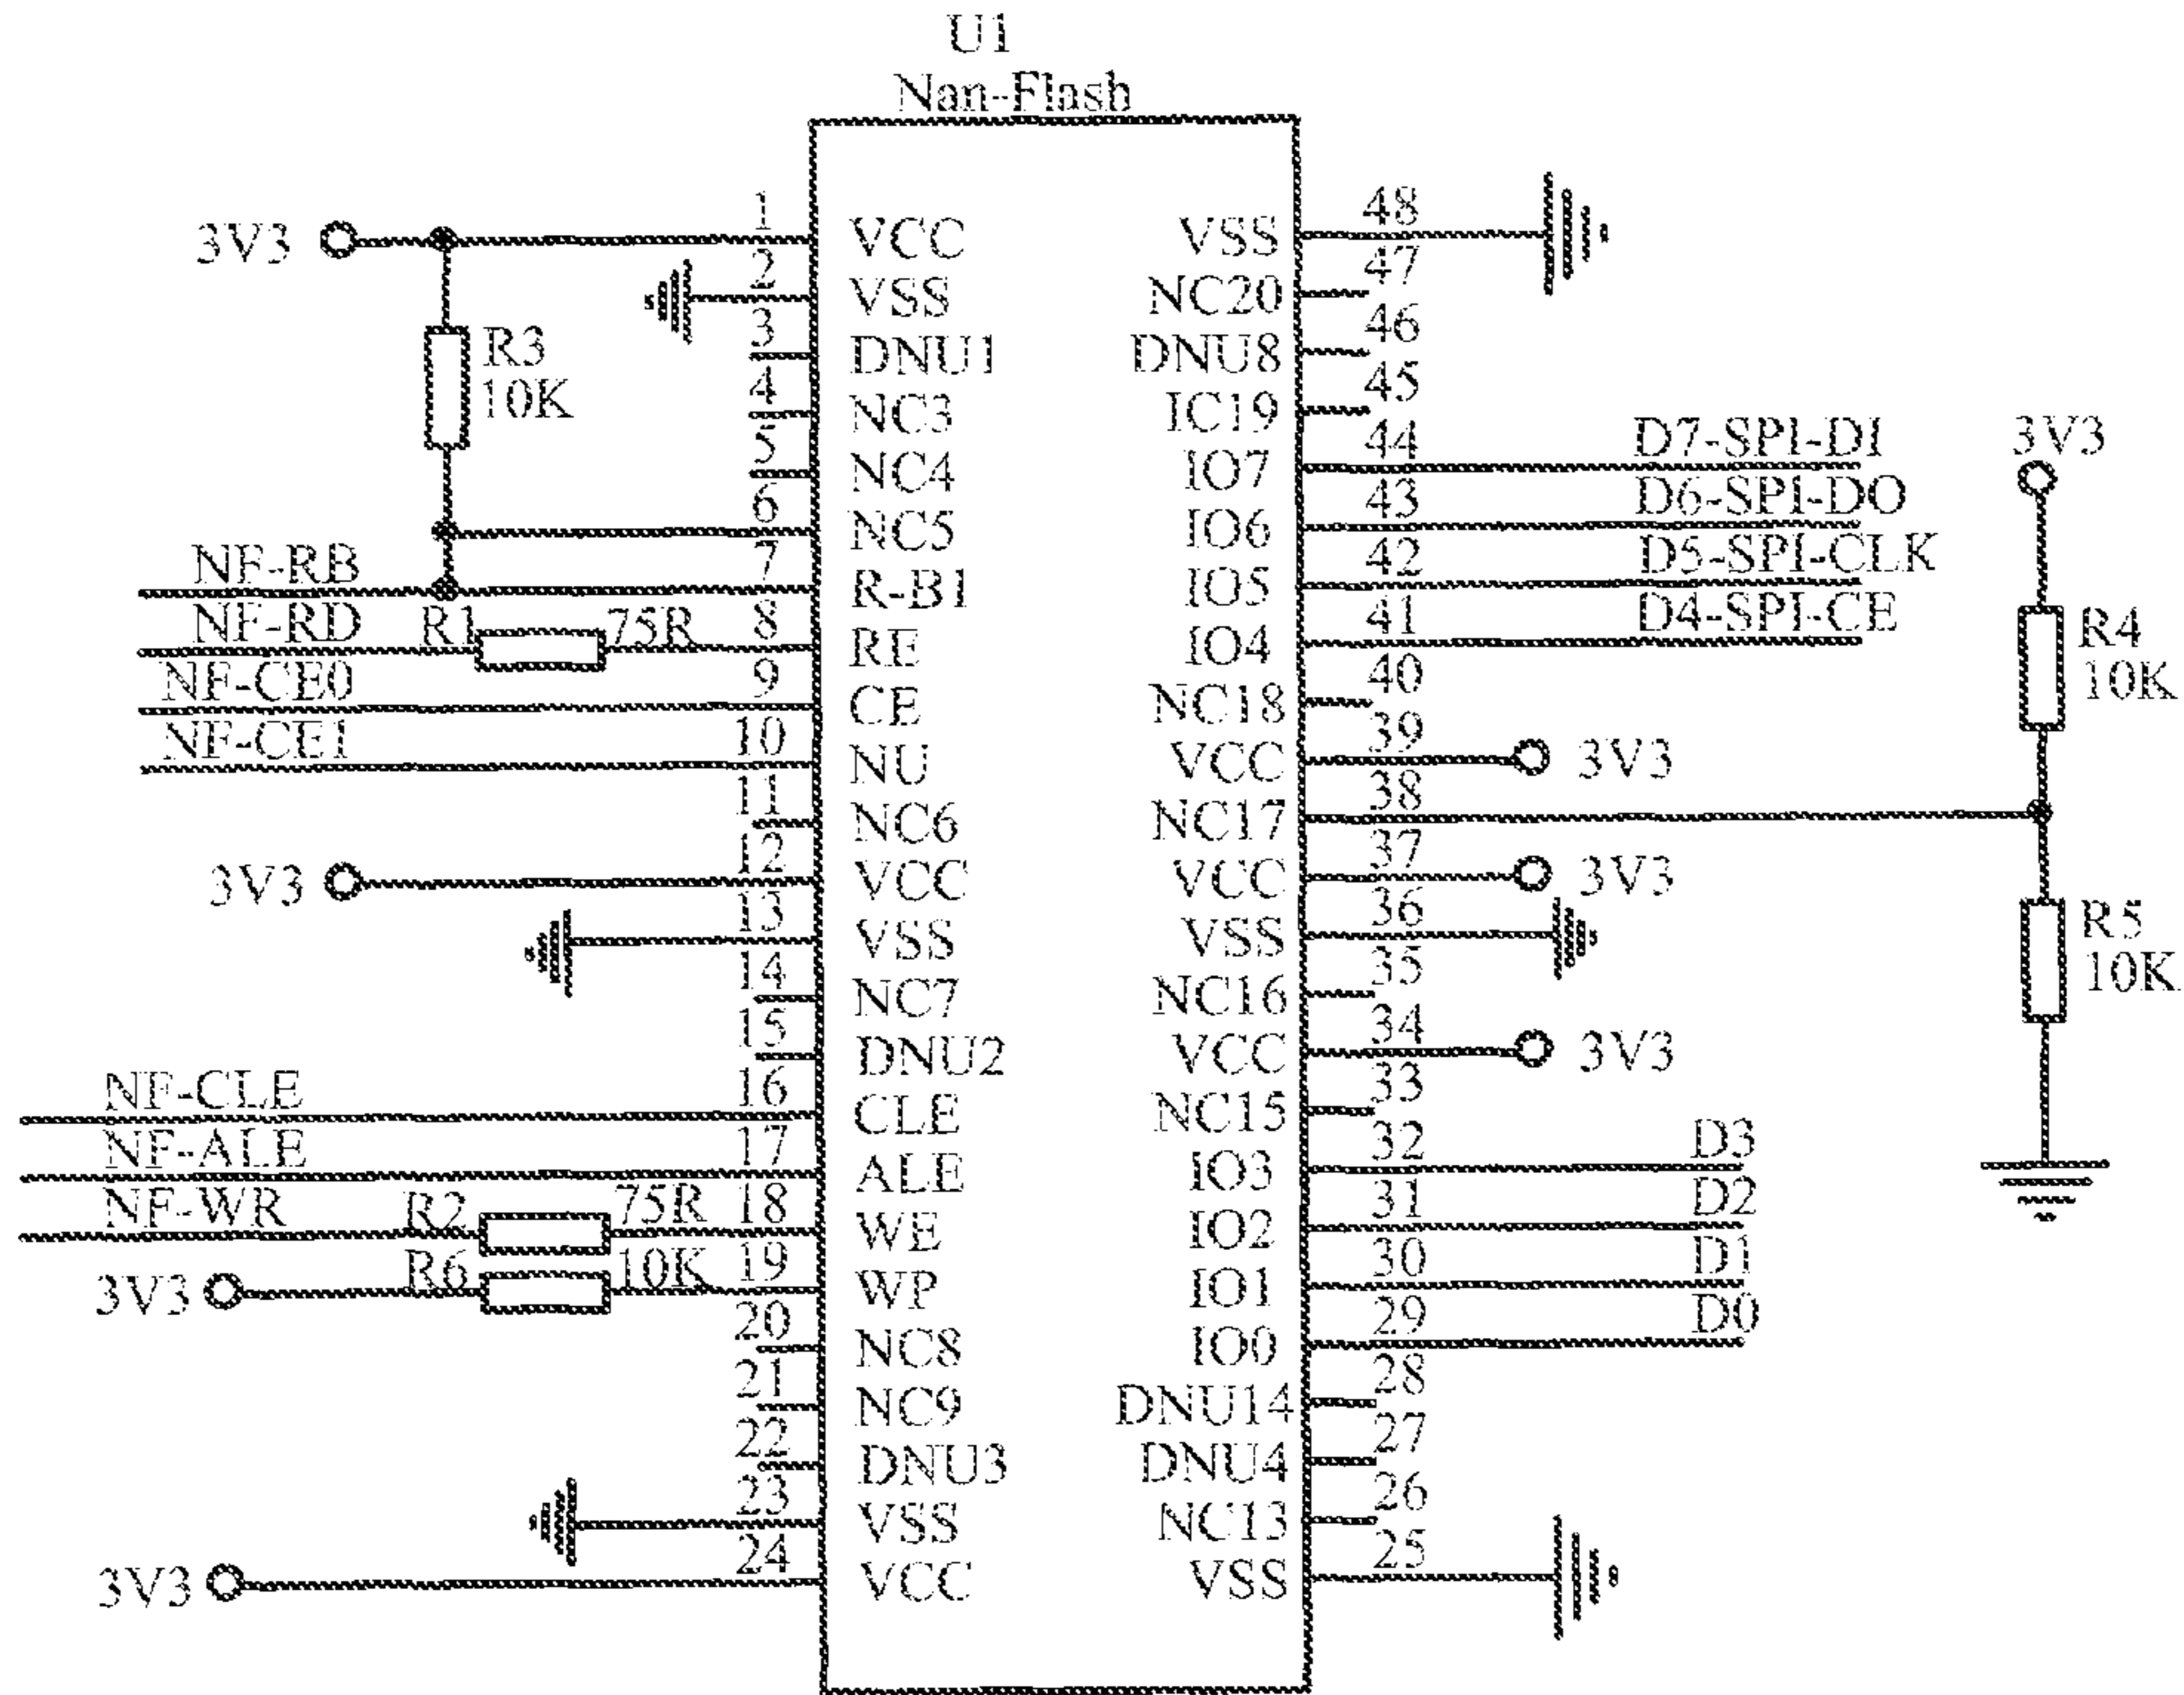 U1
Nan-Flash
3V3
1 VCC
2 VSS
3 DNU1
4 NC3
5 NC4
6 NC5
NF-RB 7 R-B1
NF-RD R1 75R 8 RE
NF-CE0 9 CE
NF-CE1 10 NU
R3
10K
11 NC6
3V3 12 VCC
13 VSS
14 NC7
15 DNU2
NF-CLE 16 CLE
NF-ALE 17 ALE
NF-WR R2 75R 18 WE
3V3 R6 10K 19 WP
20 NC8
21 NC9
22 DNU3
23 VSS
3V3 24 VCC
VSS 48
NC20 47
DNU8 46
IC19 45
IO7 44 D7-SPI-DI
IO6 43 D6-SPI-DO
IO5 42 D5-SPI-CLK
IO4 41 D4-SPI-CE
NC18 40
VCC 39 3V3
NC17 38
VCC 37 3V3
VSS 36
NC16 35
VCC 34 3V3
NC15 33
IO3 32 D3
IO2 31 D2
IO1 30 D1
IO0 29 D0
DNU14 28
DNU4 27
NC13 26
VSS 25
3V3
R4
10K
R5
10K